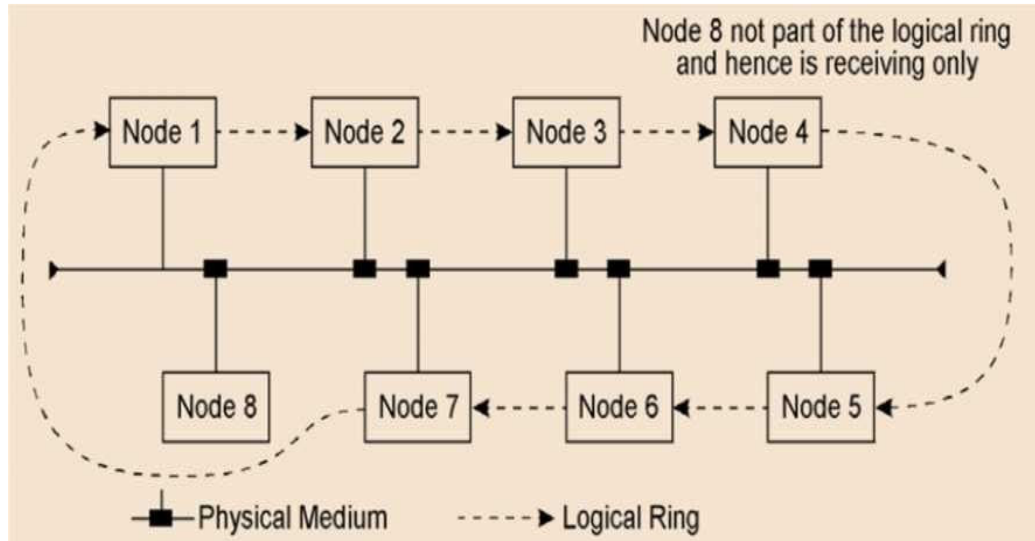 Node 8 not part of the logical ring
and hence is receiving only
Node 1
Node 2
Node 3
Node 4
Node 8
Node 7
Node 6
Node 5
Physical Medium
Logical Ring